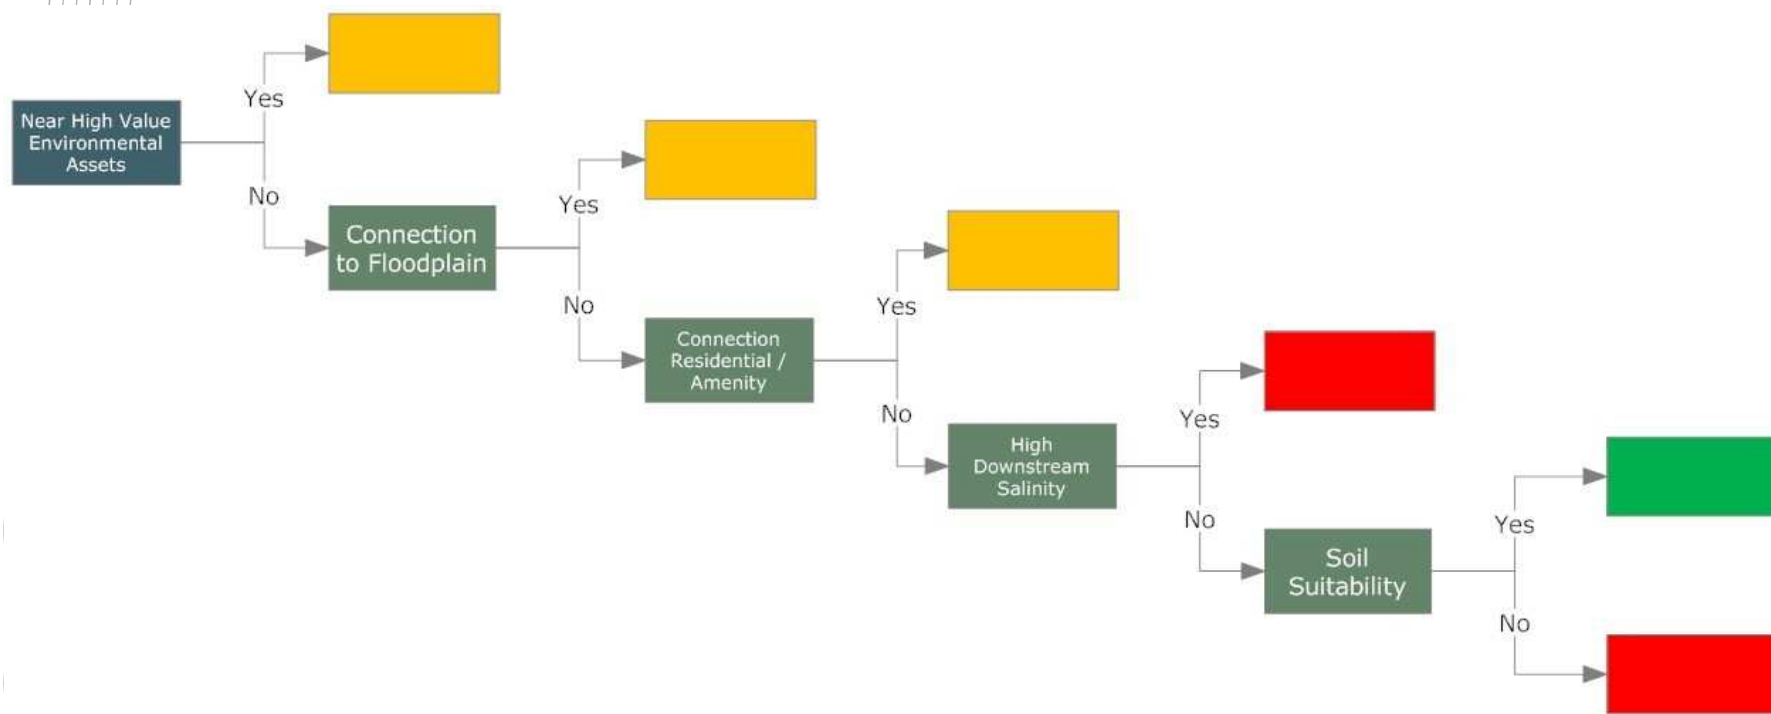 Yes
Near High Value
Environmental
Assets
No
Yes
Connection
to Floodplain
No
Yes
Connection
Residential /
Amenity
No
Yes
High
Downstream
Salinity
No
Yes
Soil
Suitability
No